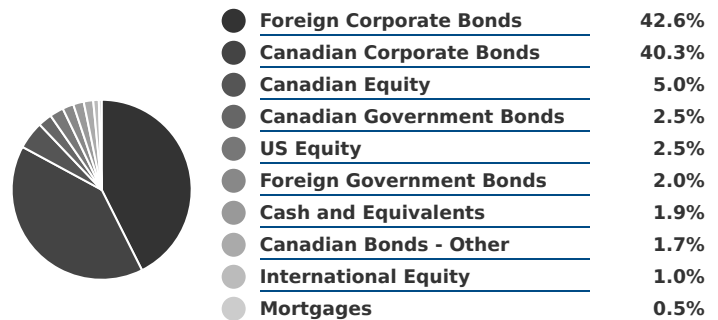 Foreign Corporate Bonds 42.6%
Canadian Corporate Bonds 40.3%
Canadian Equity 5.0%
Canadian Government Bonds 2.5%
US Equity 2.5%
Foreign Government Bonds 2.0%
Cash and Equivalents 1.9%
Canadian Bonds - Other 1.7%
International Equity 1.0%
Mortgages 0.5%